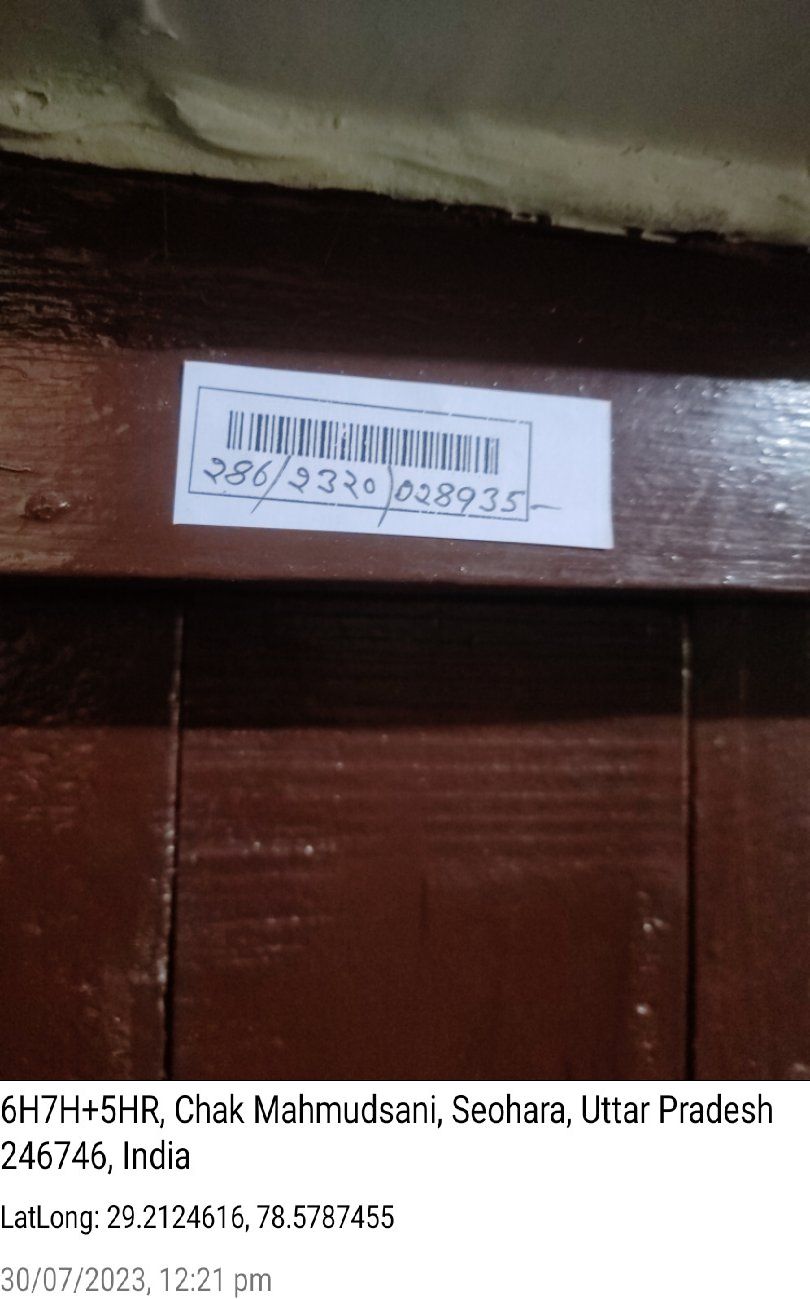 286/2320/028935-
6H7H+5HR, Chak Mahmudsani, Seohara, Uttar Pradesh
246746, India
LatLong: 29.2124616, 78.5787455
30/07/2023, 12:21 pm